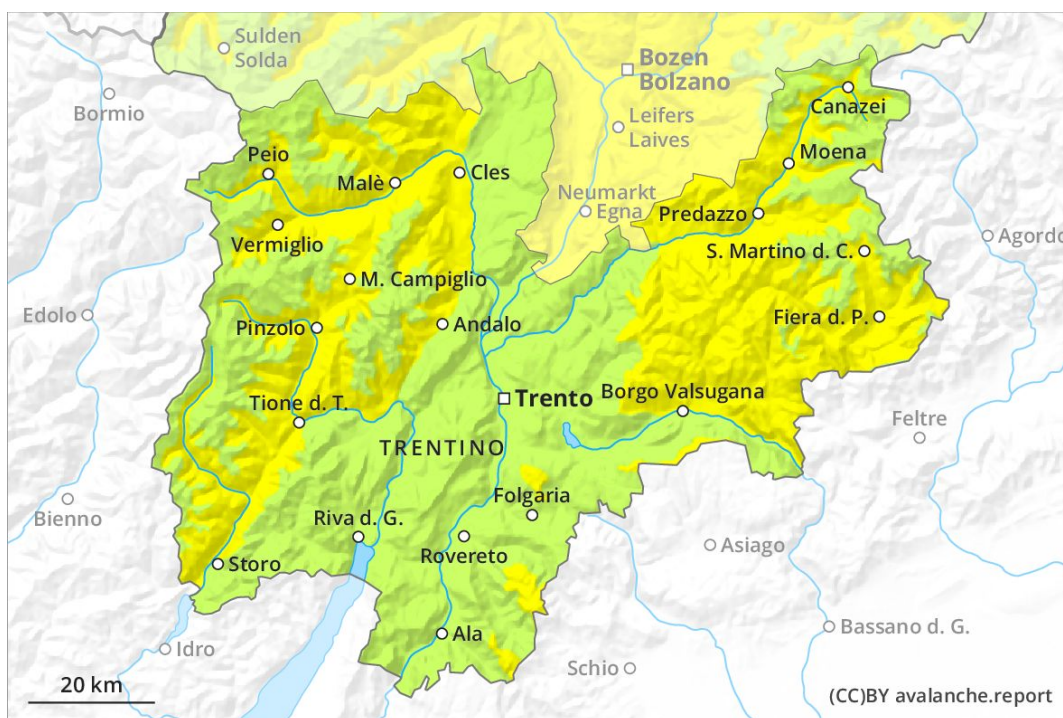 Sulden
Solda
Bozen
Bolzano
Bormio
Canazei
Leifers
Laives
Peio
Moena
Malè
Cles
Neumarkt
Egna
Predazzo
Vermiglio
S. Martino d. C.
Agordo
M. Campiglio
Edolo
Pinzolo
Andalo
Fiera d. P.
Trento
Borgo Valsugana
Tione d. T.
Feltre
TRENTINO
Bienno
Folgaria
Riva d. G.
Rovereto
Asiago
Storo
Ala
Bassano d. G.
Idro
Schio
20 km
(CC)BY avalanche.report